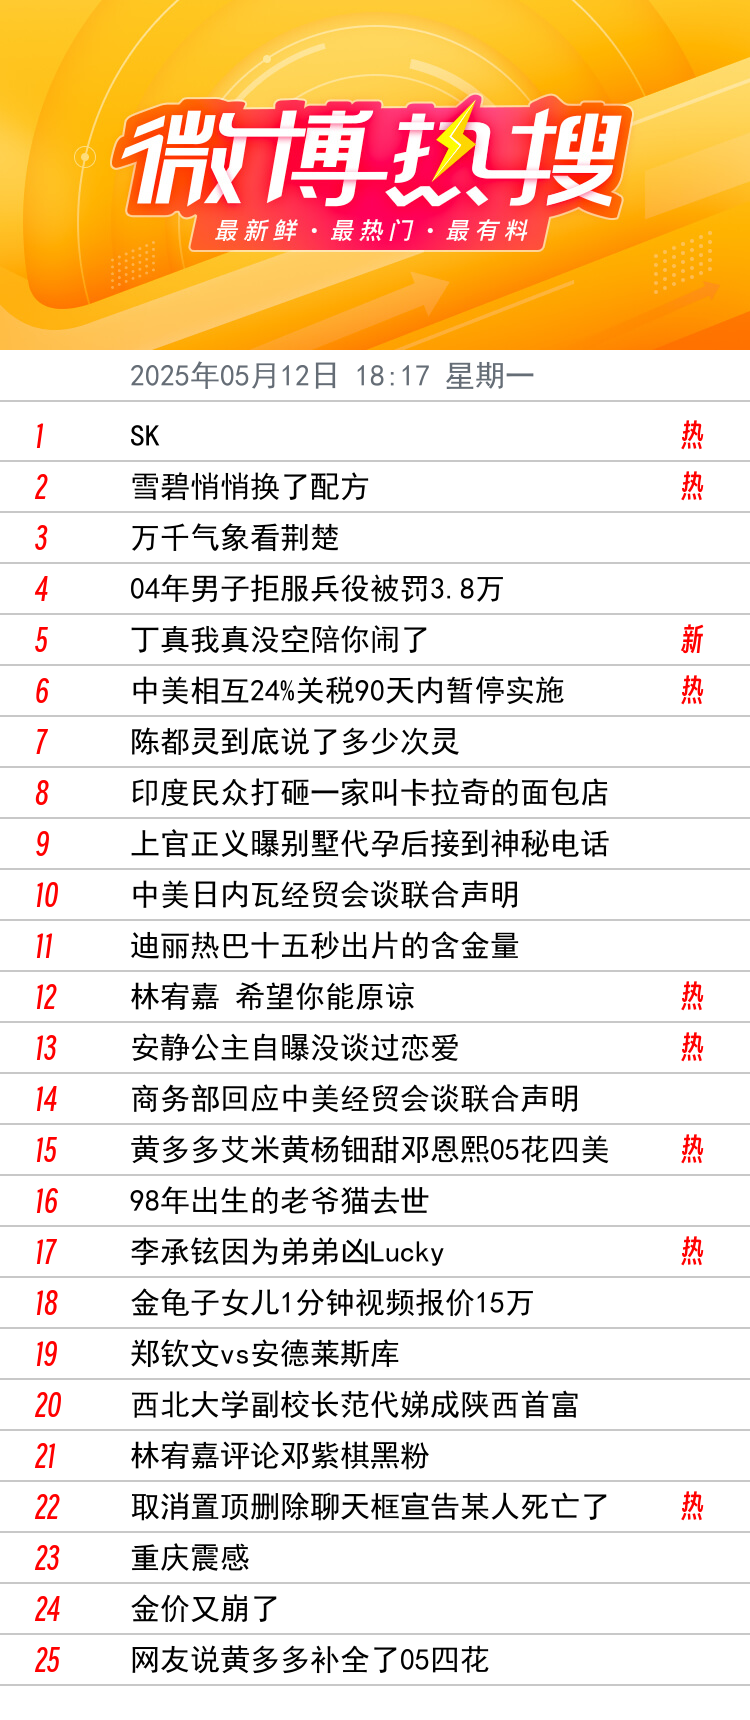 微博热搜
最新鲜·最热门·最有料
2025年05月12日 18:17 星期一
1 SK 热
2 雪碧悄悄换了配方 热
3 万千气象看荆楚
4 04年男子拒服兵役被罚3.8万
5 丁真我真没空陪你闹了 新
6 中美相互24%关税90天内暂停实施 热
7 陈都灵到底说了多少次灵
8 印度民众打砸一家叫卡拉奇的面包店
9 上官正义曝别墅代孕后接到神秘电话
10 中美日内瓦经贸会谈联合声明
11 迪丽热巴十五秒出片的含金量
12 林宥嘉 希望你能原谅 热
13 安静公主自曝没谈过恋爱 热
14 商务部回应中美经贸会谈联合声明
15 黄多多艾米黄杨钿甜邓恩熙05花四美 热
16 98年出生的老爷猫去世
17 李承铉因为弟弟凶Lucky 热
18 金龟子女儿1分钟视频报价15万
19 郑钦文vs安德莱斯库
20 西北大学副校长范代娣成陕西首富
21 林宥嘉评论邓紫棋黑粉
22 取消置顶删除聊天框宣告某人死亡了 热
23 重庆震感
24 金价又崩了
25 网友说黄多多补全了05四花